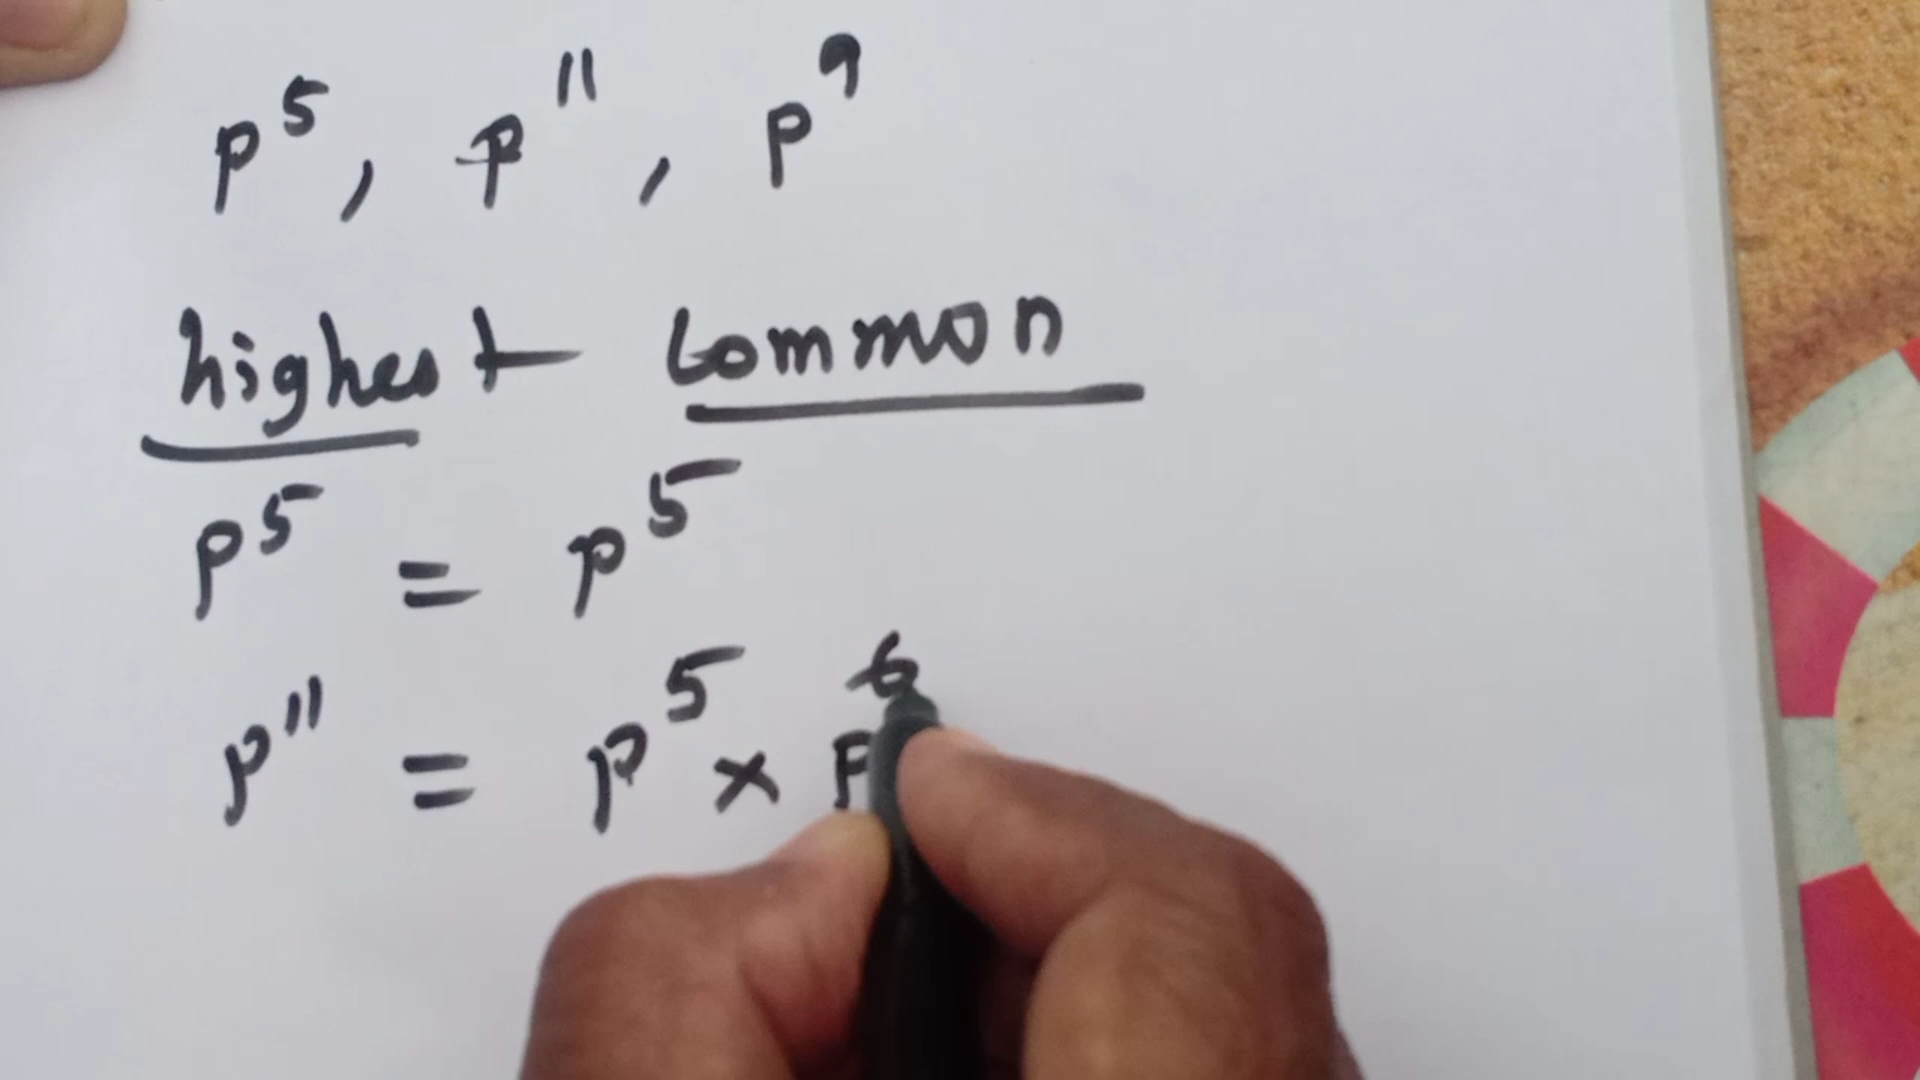 p⁵, p¹¹, p⁹
highest common
p⁵ = p⁵
p¹¹ = p⁵ × p⁶